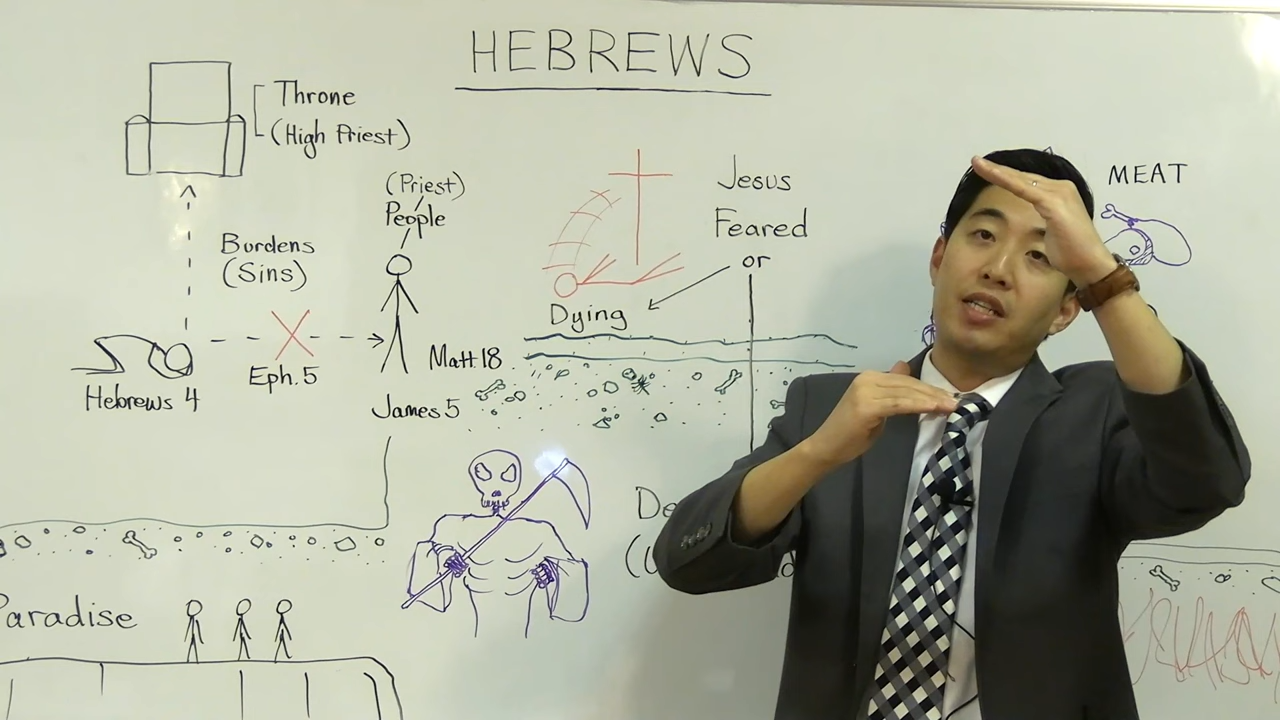 HEBREWS
Throne
(High Priest)
(Priest)
People
Burdens
(Sins)
Eph. 5
Hebrews 4
Matt. 18
James 5
Jesus
Feared
or
Dying
MEAT
Paradise